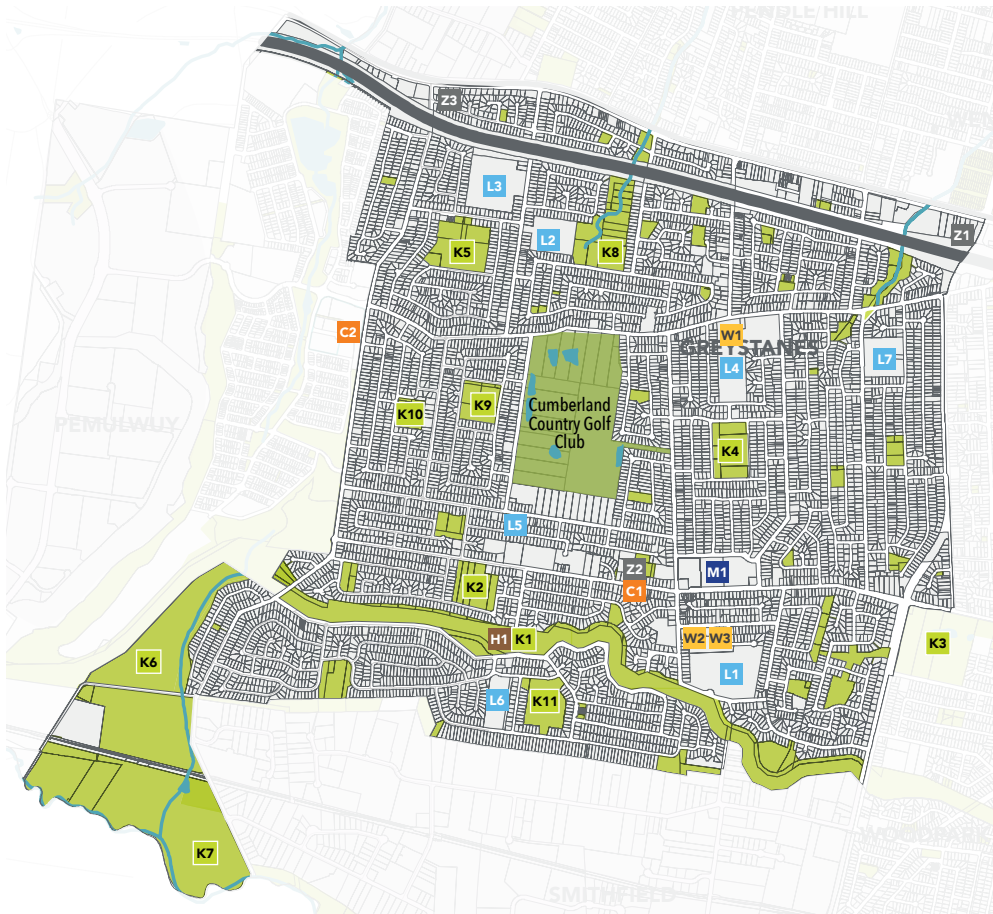 PENDLE HILL
Z3
L3
Z1
K5
L2
K8
C2
W1
GREYSTANES
L7
L4
K9
K10
Cumberland
Country Golf
Club
PEMULWUY
K4
L5
Z2
M1
C1
K2
H1
K1
W2
W3
K3
K6
L1
L6
K11
K7
WOODPARK
SMITHFIELD